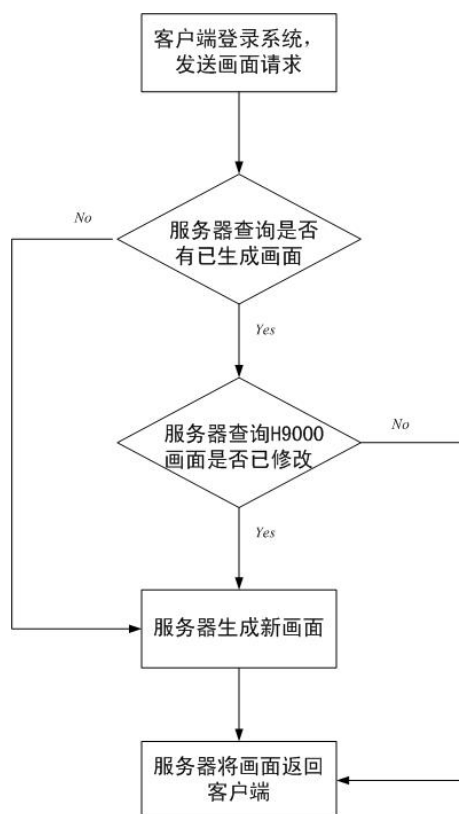 客户端登录系统，
发送画面请求
No
服务器查询是否
有已生成画面
Yes
服务器查询H9000
画面是否已修改
No
Yes
服务器生成新画面
服务器将画面返回
客户端